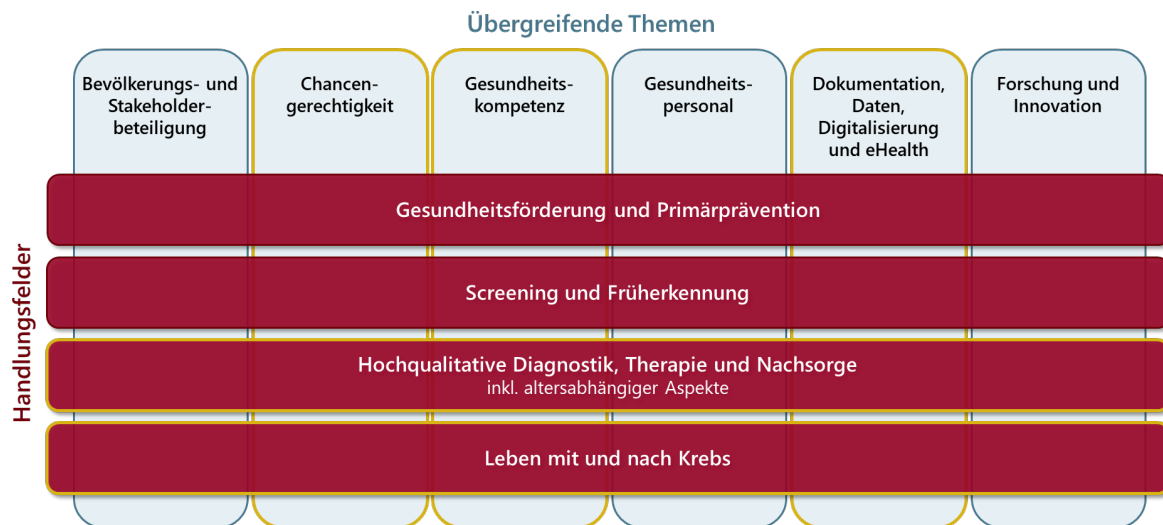 Übergreifende Themen
Bevölkerungs- und
Stakeholder-
beteiligung
Chancen-
gerechtigkeit
Gesundheits-
kompetenz
Gesundheits-
personal
Dokumentation,
Daten,
Digitalisierung
und eHealth
Forschung und
Innovation
Handlungsfelder
Gesundheitsförderung und Primärprävention
Screening und Früherkennung
Hochqualitative Diagnostik, Therapie und Nachsorge
inkl. altersabhängiger Aspekte
Leben mit und nach Krebs